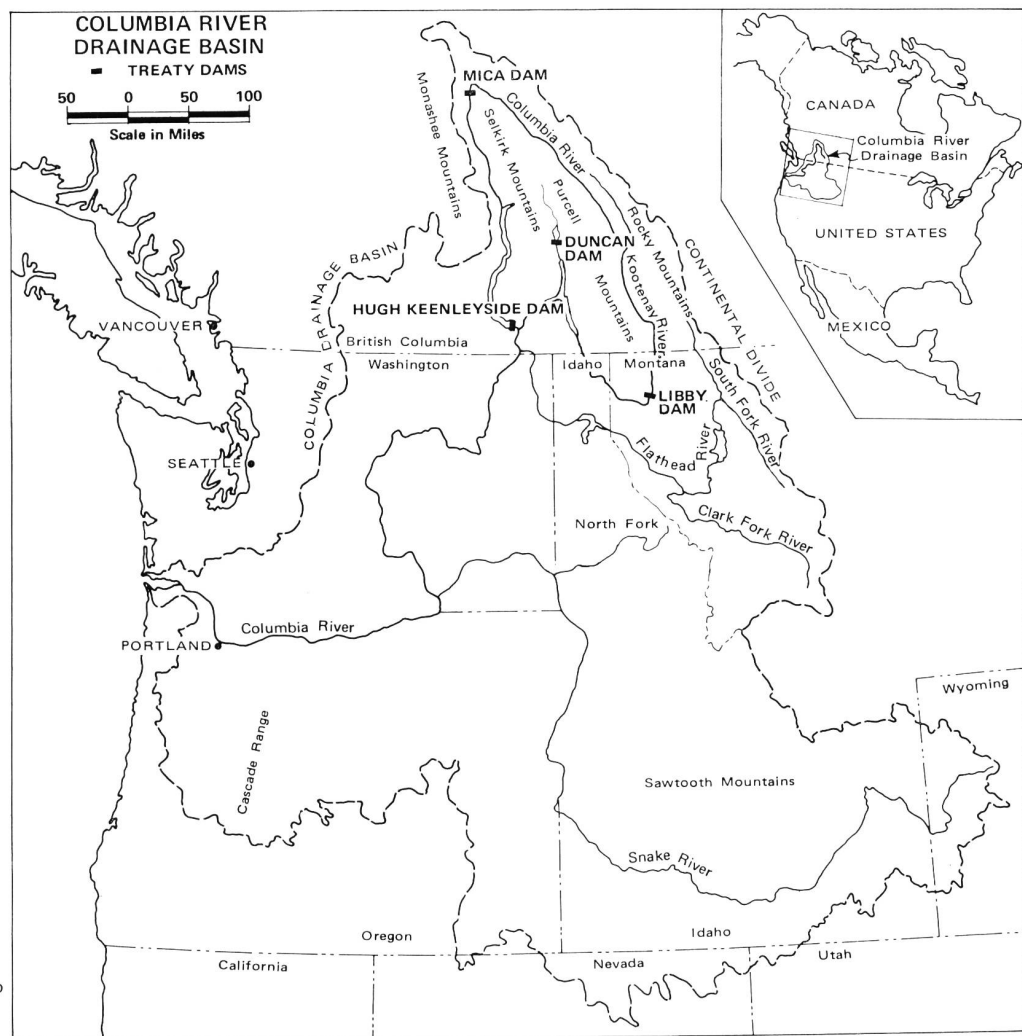 COLUMBIA RIVER
DRAINAGE BASIN
TREATY DAMS
50 0 50 100
Scale in Miles
MICA DAM
Monashee Mountains
Selkirk Mountains
Columbia River
Purcell
Mountains
Rocky Mountains
CONTINENTAL DIVIDE
DUNCAN
DAM
Kootenay River
COLUMBIA DRAINAGE BASIN
HUGH KEENLEYSIDE DAM
VANCOUVER
British Columbia
Washington
Idaho
Montana
LIBBY
DAM
South Fork River
SEATTLE
Flathead
River
North Fork
Clark Fork River
Columbia River
PORTLAND
Cascade Range
Wyoming
Sawtooth Mountains
Snake River
Oregon
Idaho
California
Nevada
Utah
CANADA
Columbia River
Drainage Basin
UNITED STATES
MEXICO